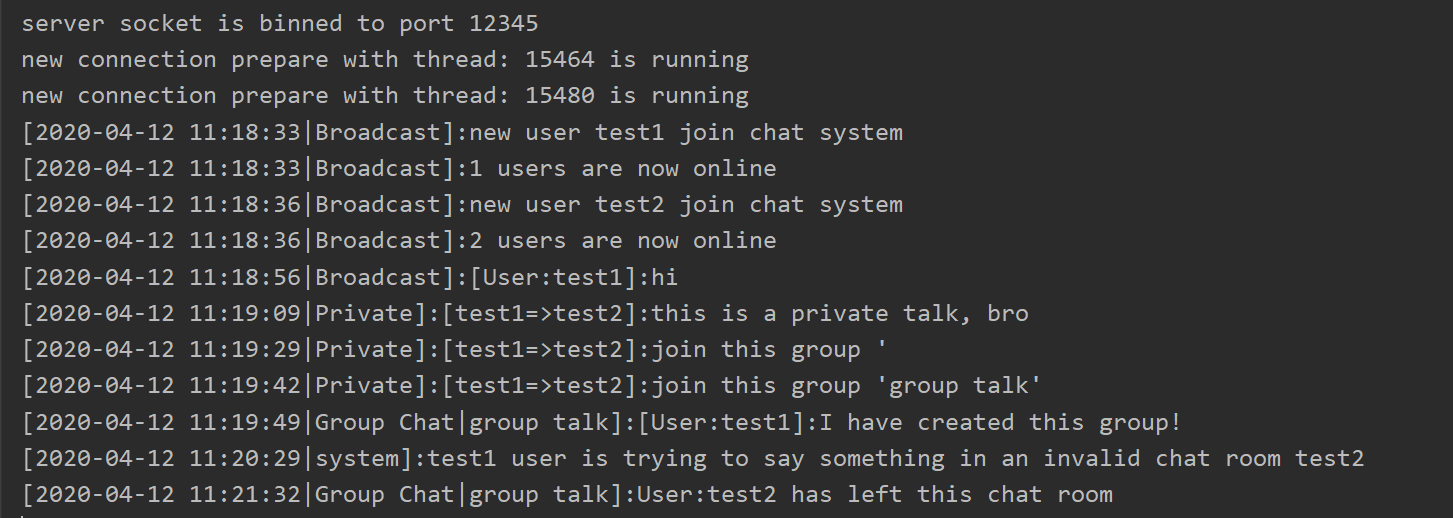 server socket is binned to port 12345
new connection prepare with thread: 15464 is running
new connection prepare with thread: 15480 is running
[2020-04-12 11:18:33|Broadcast]:new user test1 join chat system
[2020-04-12 11:18:33|Broadcast]:1 users are now online
[2020-04-12 11:18:36|Broadcast]:new user test2 join chat system
[2020-04-12 11:18:36|Broadcast]:2 users are now online
[2020-04-12 11:18:56|Broadcast]:[User:test1]:hi
[2020-04-12 11:19:09|Private]:[test1=>test2]:this is a private talk, bro
[2020-04-12 11:19:29|Private]:[test1=>test2]:join this group '
[2020-04-12 11:19:42|Private]:[test1=>test2]:join this group 'group talk'
[2020-04-12 11:19:49|Group Chat|group talk]:[User:test1]:I have created this group!
[2020-04-12 11:20:29|system]:test1 user is trying to say something in an invalid chat room test2
[2020-04-12 11:21:32|Group Chat|group talk]:User:test2 has left this chat room